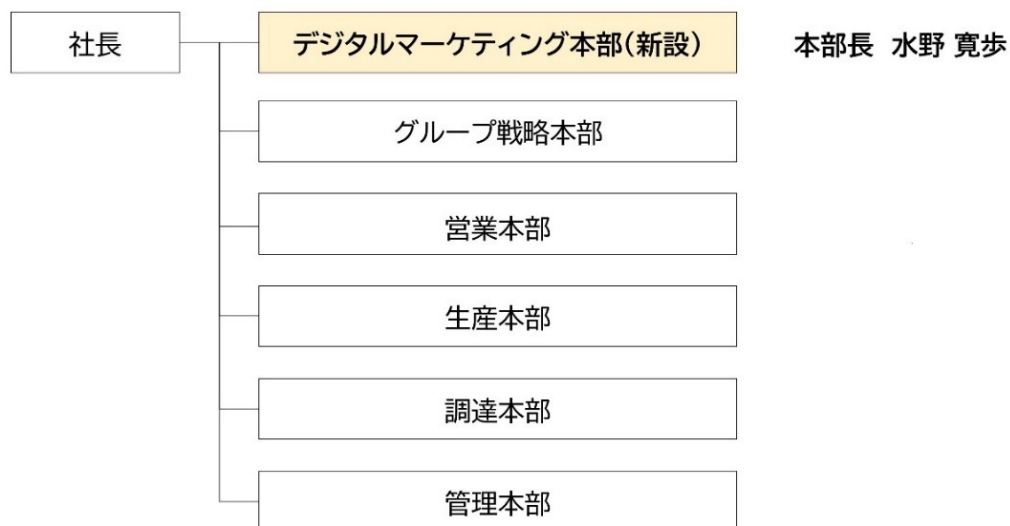 社長
デジタルマーケティング本部(新設)
本部長 水野 寛歩
グループ戦略本部
営業本部
生産本部
調達本部
管理本部